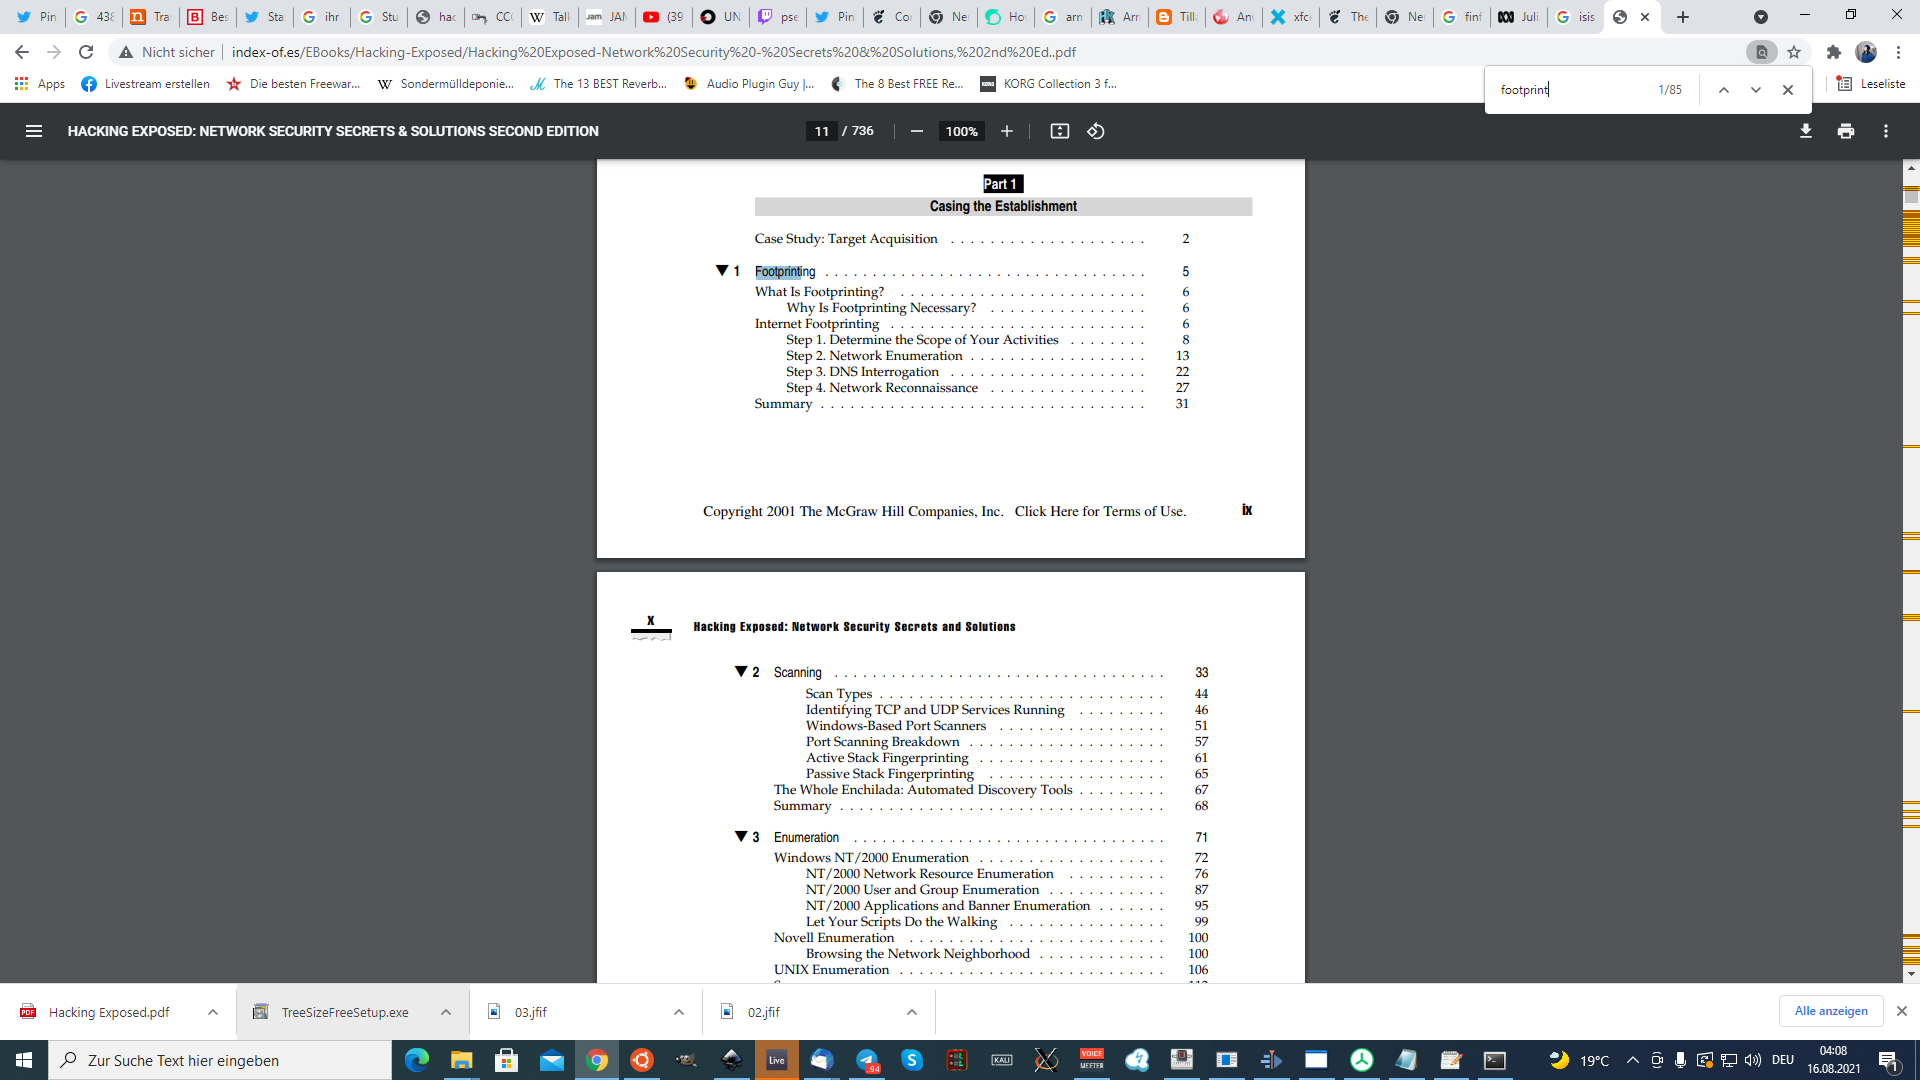 Pin
438
Tra
Bes
Sta
ihr
Stu
hac
CCC
Talk
JAM
(39
UN
pse
Pin
Co
Ne
Ho
arm
Arn
Till
An
xfc
The
Ne
finf
Juli
isis
Nicht sicher
index-of.es/EBooks/Hacking-Exposed/Hacking%20Exposed-Network%20Security%20-%20Secrets%20&%20Solutions,%202nd%20Ed..pdf
Apps
Livestream erstellen
Die besten Freewar...
Sondermülldeponie...
The 13 BEST Reverb...
Audio Plugin Guy |...
The 8 Best FREE Re...
KORG Collection 3 f...
Leseliste
footprint
1/85
HACKING EXPOSED: NETWORK SECURITY SECRETS & SOLUTIONS SECOND EDITION
11 / 736
100%
Part 1
Casing the Establishment
Case Study: Target Acquisition . . . . . . . . . . . . . . . . . . . . 2
▼ 1 Footprinting . . . . . . . . . . . . . . . . . . . . . . . . . . . . . . . . . 5
What Is Footprinting? . . . . . . . . . . . . . . . . . . . . . . . . . 6
Why Is Footprinting Necessary? . . . . . . . . . . . . . . . . 6
Internet Footprinting . . . . . . . . . . . . . . . . . . . . . . . . . . 6
Step 1. Determine the Scope of Your Activities . . . . . . . . 8
Step 2. Network Enumeration . . . . . . . . . . . . . . . . . . 13
Step 3. DNS Interrogation . . . . . . . . . . . . . . . . . . . . 22
Step 4. Network Reconnaissance . . . . . . . . . . . . . . . . 27
Summary . . . . . . . . . . . . . . . . . . . . . . . . . . . . . . . . . 31
Copyright 2001 The McGraw Hill Companies, Inc. Click Here for Terms of Use.
ix
x
Hacking Exposed: Network Security Secrets and Solutions
▼ 2 Scanning . . . . . . . . . . . . . . . . . . . . . . . . . . . . . . . . . . 33
Scan Types . . . . . . . . . . . . . . . . . . . . . . . . . . . . . 44
Identifying TCP and UDP Services Running . . . . . . . . . 46
Windows-Based Port Scanners . . . . . . . . . . . . . . . . . 51
Port Scanning Breakdown . . . . . . . . . . . . . . . . . . . . 57
Active Stack Fingerprinting . . . . . . . . . . . . . . . . . . . 61
Passive Stack Fingerprinting . . . . . . . . . . . . . . . . . . 65
The Whole Enchilada: Automated Discovery Tools . . . . . . . . . 67
Summary . . . . . . . . . . . . . . . . . . . . . . . . . . . . . . . . . 68
▼ 3 Enumeration . . . . . . . . . . . . . . . . . . . . . . . . . . . . . . . . 71
Windows NT/2000 Enumeration . . . . . . . . . . . . . . . . . . . 72
NT/2000 Network Resource Enumeration . . . . . . . . . . 76
NT/2000 User and Group Enumeration . . . . . . . . . . . . 87
NT/2000 Applications and Banner Enumeration . . . . . . . 95
Let Your Scripts Do the Walking . . . . . . . . . . . . . . . . 99
Novell Enumeration . . . . . . . . . . . . . . . . . . . . . . . . . . 100
Browsing the Network Neighborhood . . . . . . . . . . . . . 100
UNIX Enumeration . . . . . . . . . . . . . . . . . . . . . . . . . . . 106
Hacking Exposed.pdf
TreeSizeFreeSetup.exe
03.jfif
02.jfif
Alle anzeigen
Zur Suche Text hier eingeben
Live
94
KALI
VOICE MEETER
19°C
DEU
04:08
16.08.2021
1